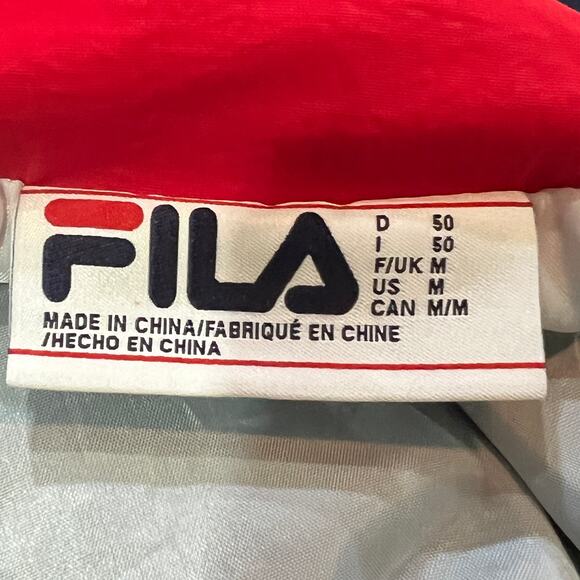 FILA
D 50
I 50
F/UK M
US M
CAN M/M
MADE IN CHINA/FABRIQUÉ EN CHINE
/HECHO EN CHINA